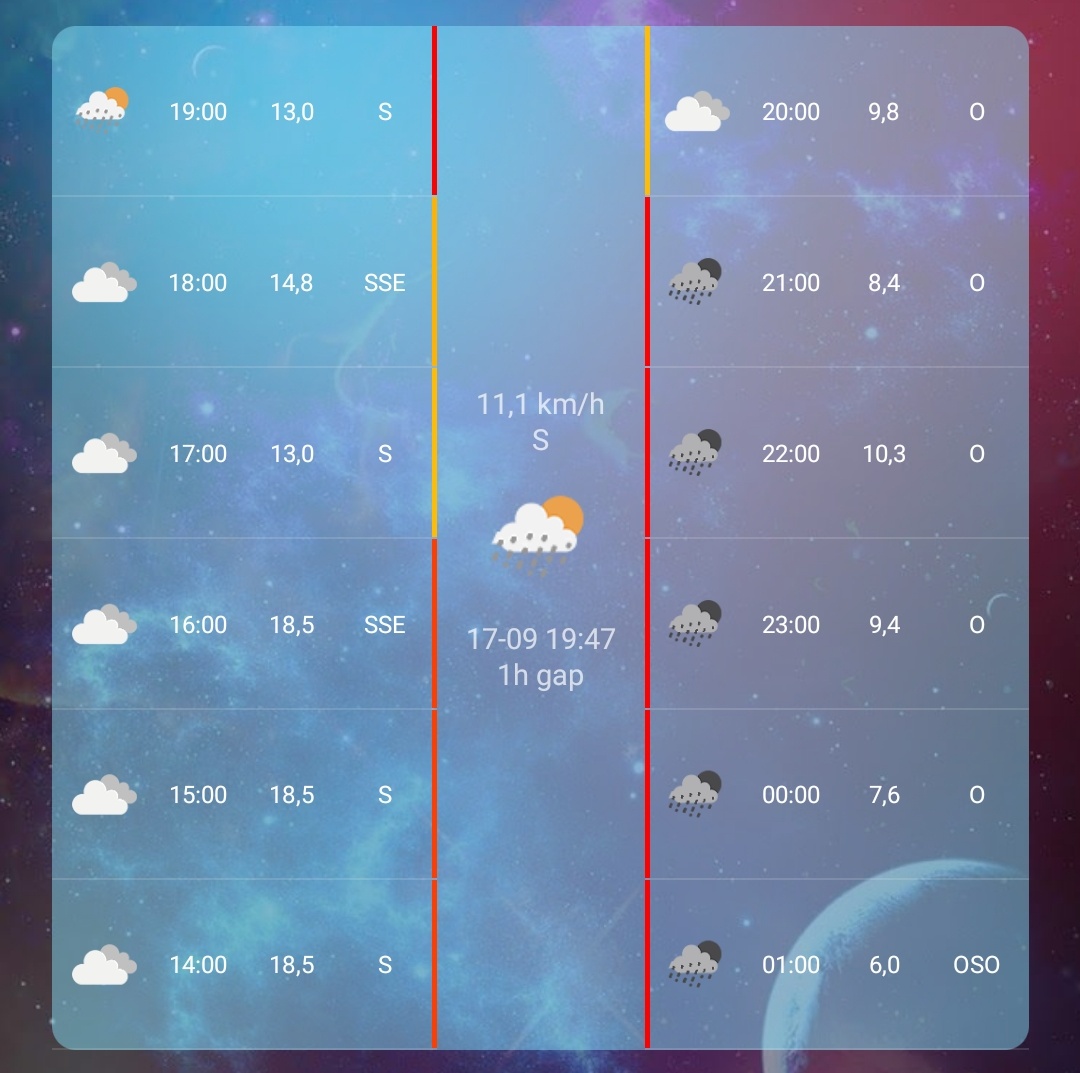 19:00 13,0 S
18:00 14,8 SSE
17:00 13,0 S
16:00 18,5 SSE
15:00 18,5 S
14:00 18,5 S
11,1 km/h
S
17-09 19:47
1h gap
20:00 9,8 O
21:00 8,4 O
22:00 10,3 O
23:00 9,4 O
00:00 7,6 O
01:00 6,0 OSO